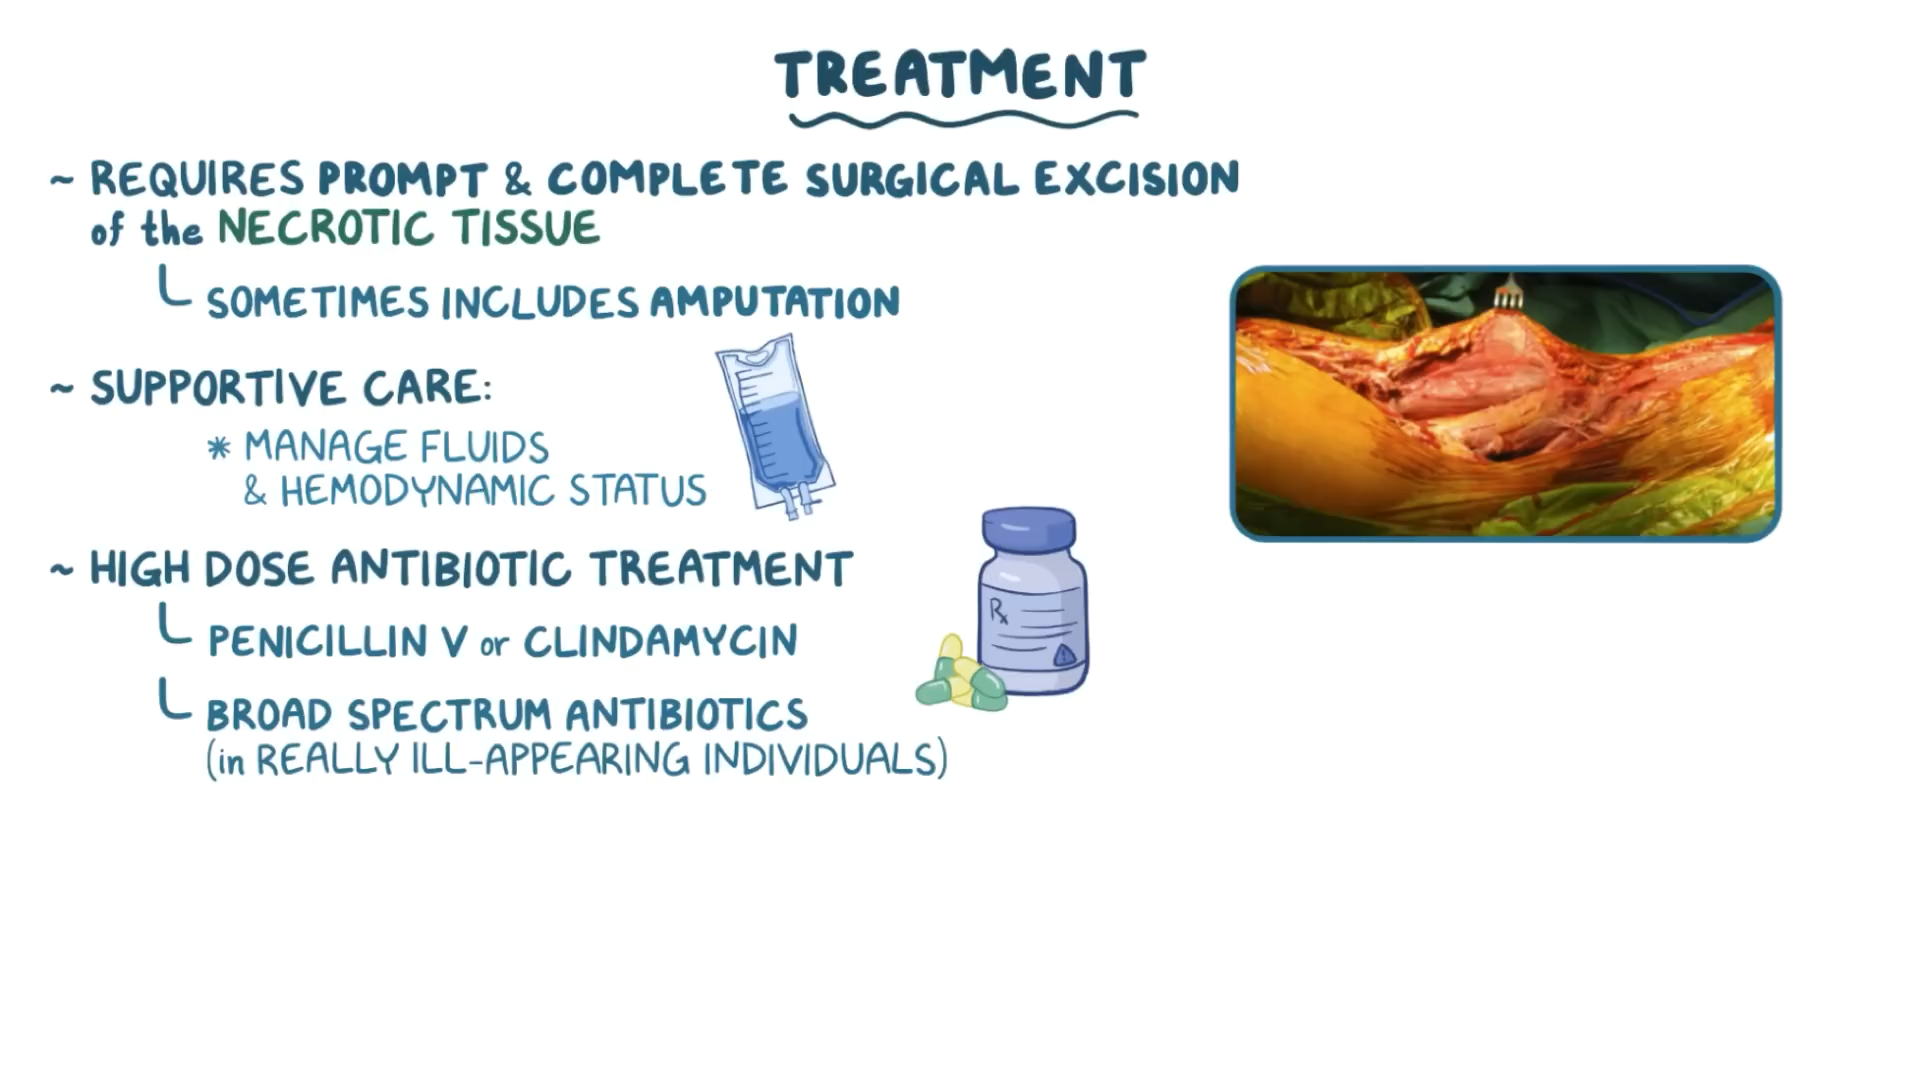 TREATMENT
~ REQUIRES PROMPT & COMPLETE SURGICAL EXCISION
of the NECROTIC TISSUE
SOMETIMES INCLUDES AMPUTATION
~ SUPPORTIVE CARE:
* MANAGE FLUIDS
& HEMODYNAMIC STATUS
~ HIGH DOSE ANTIBIOTIC TREATMENT
PENICILLIN V or CLINDAMYCIN
BROAD SPECTRUM ANTIBIOTICS
(in REALLY ILL-APPEARING INDIVIDUALS)
Rx